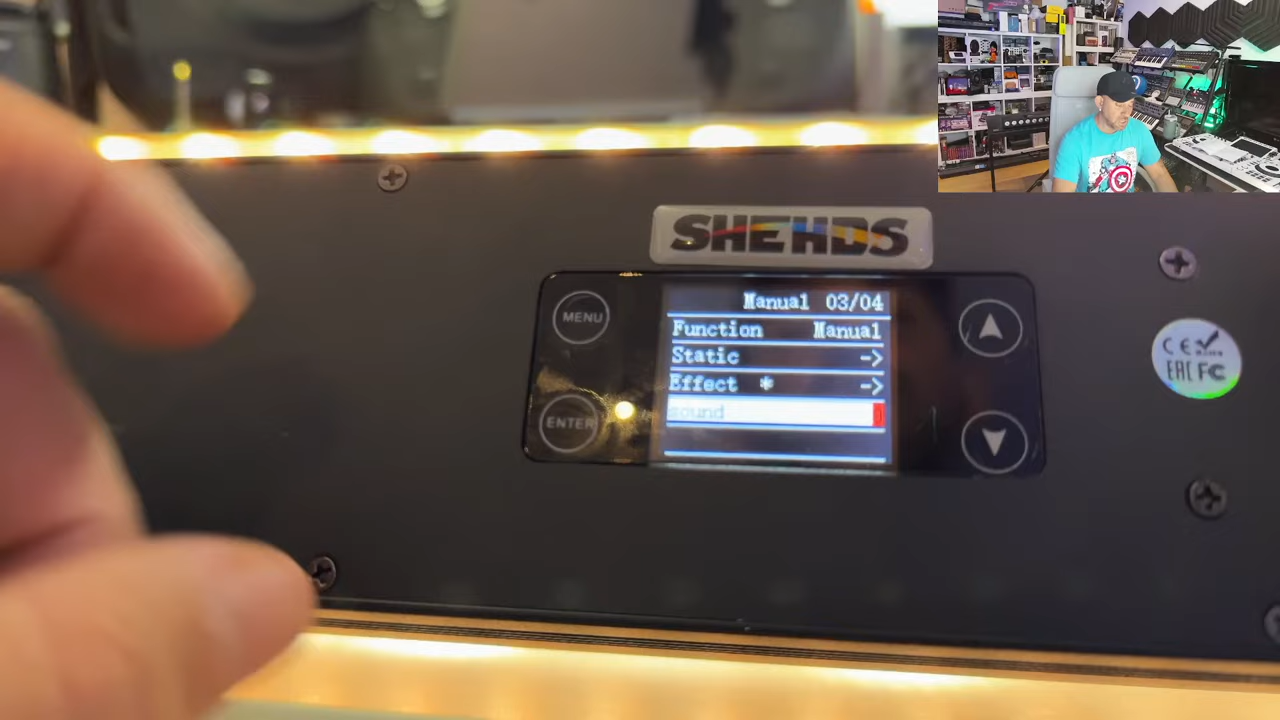 SHEHDS
MENU
ENTER
Manual 03/04
Function Manual
Static ->
Effect * ->
sound
CE
EAC FC